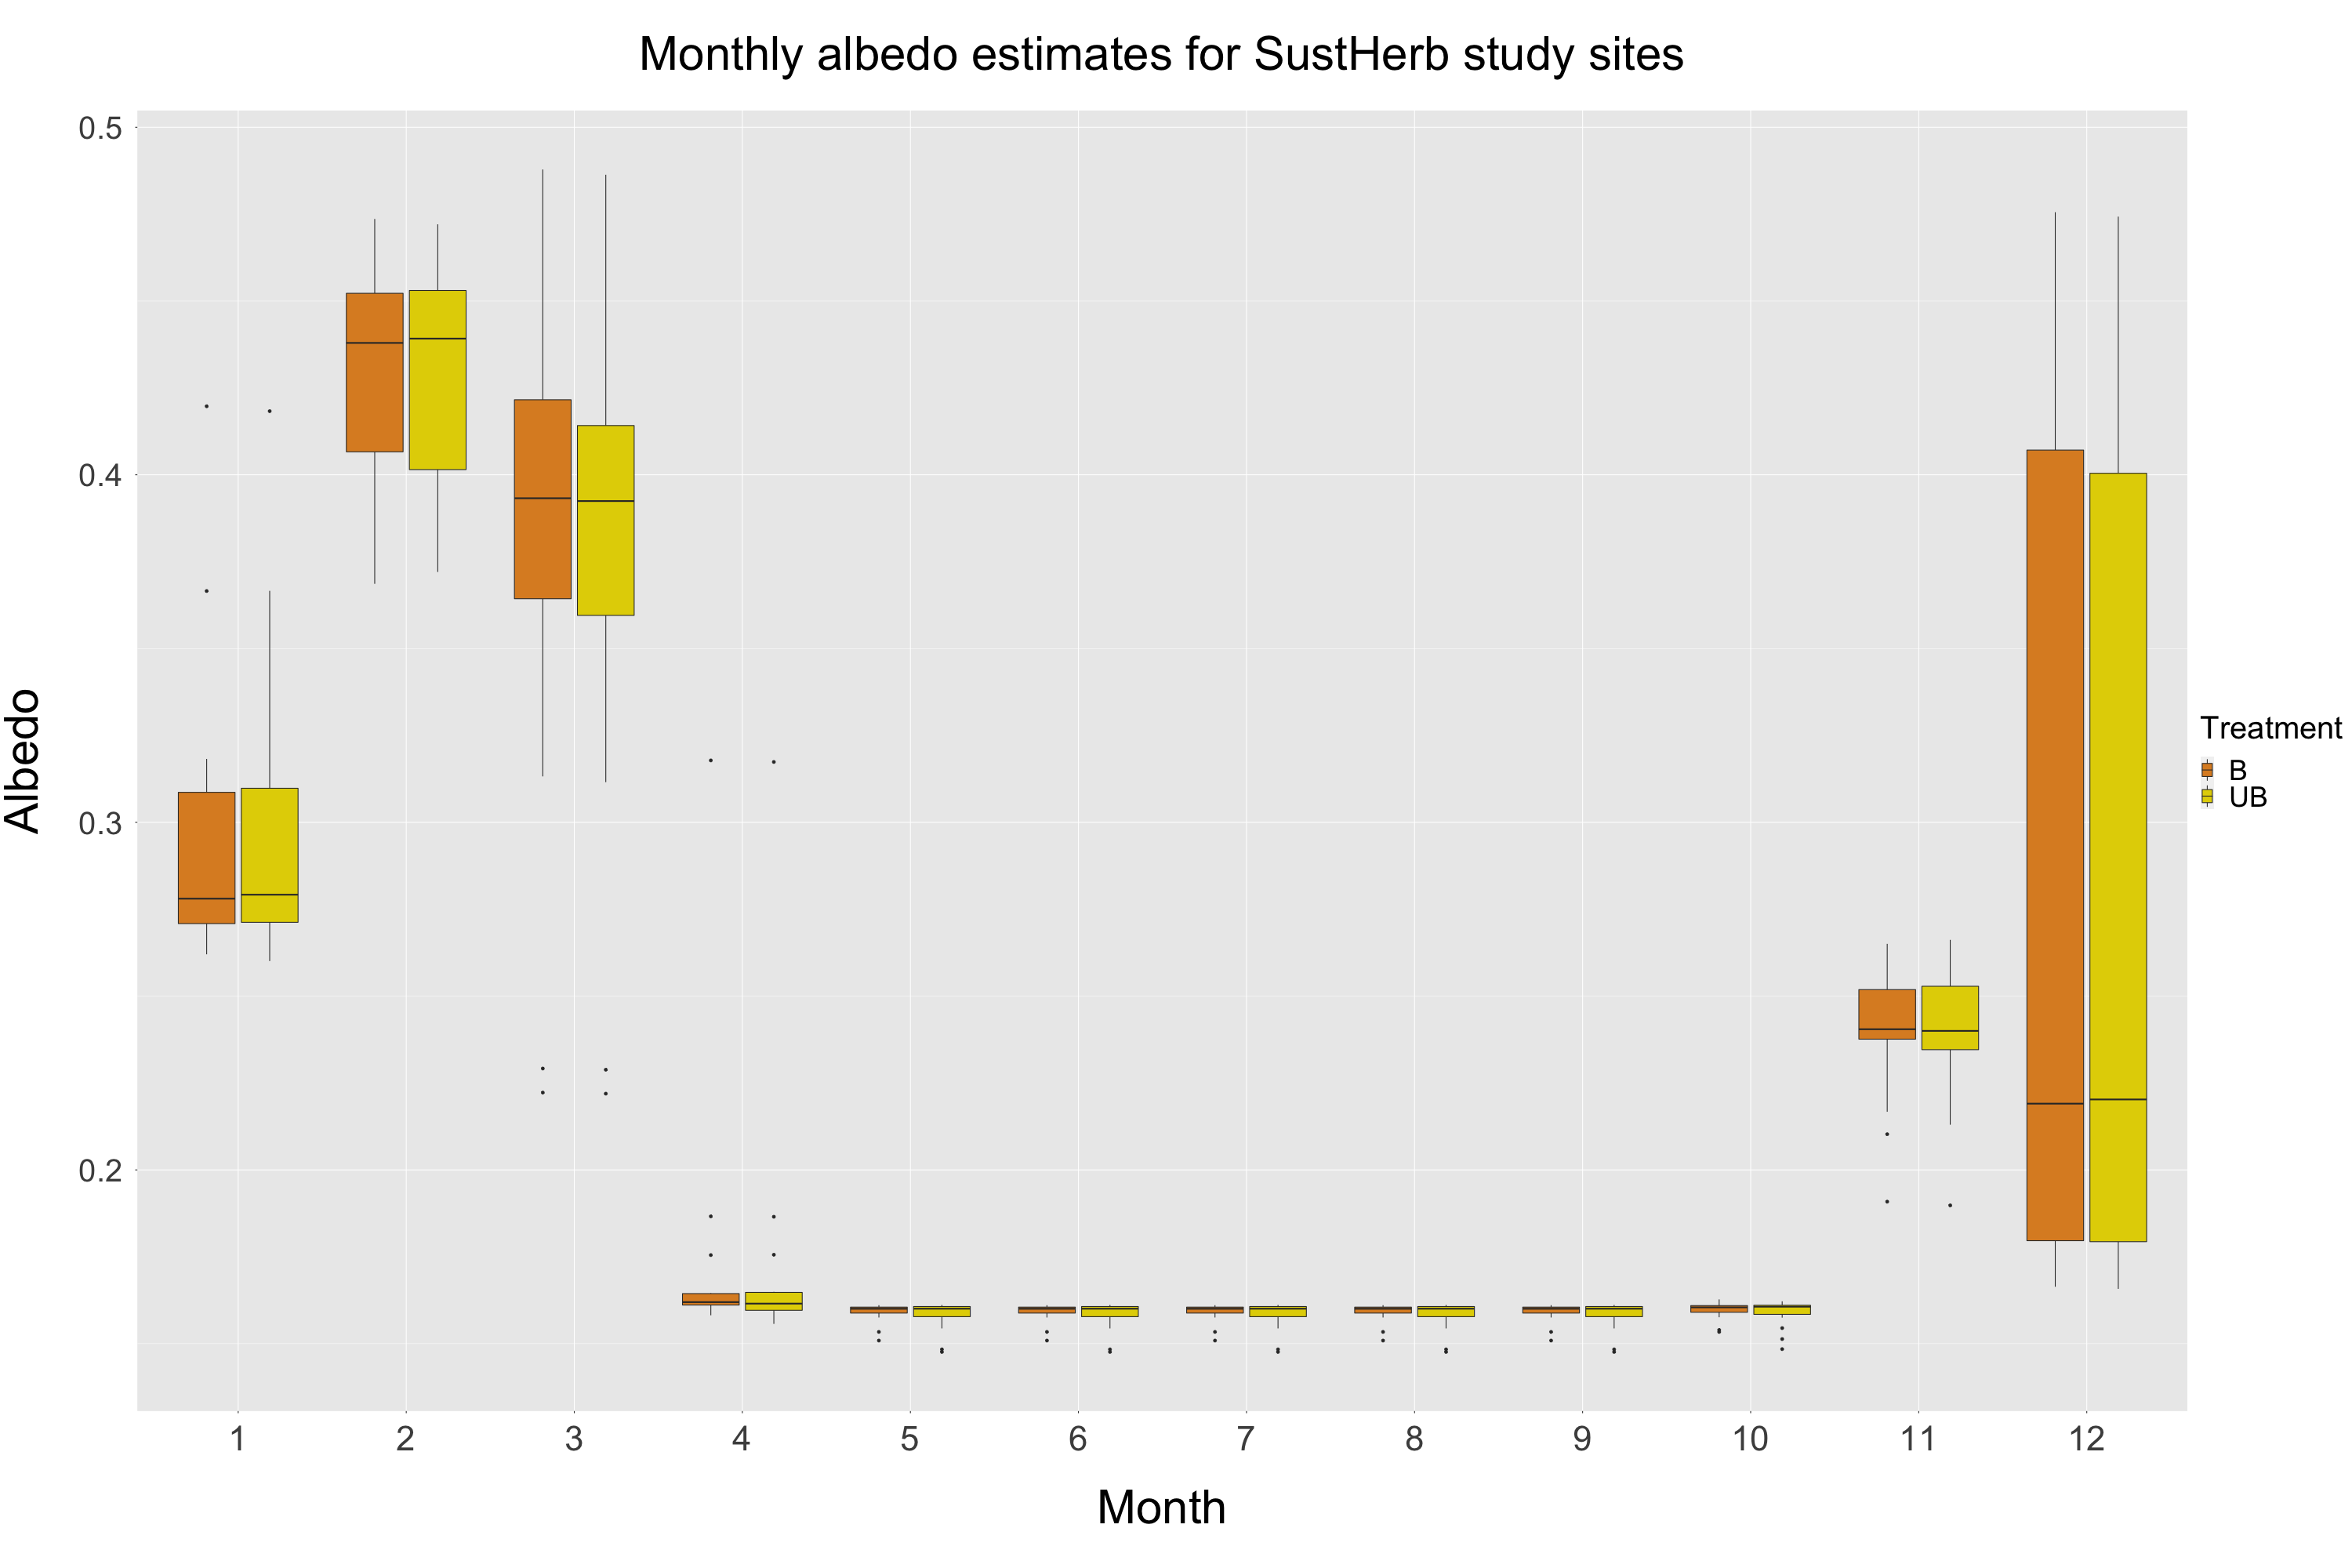 Monthly albedo estimates for SustHerb study sites
Albedo
0.5
0.4
0.3
0.2
1 2 3 4 5 6 7 8 9 10 11 12
Month
Treatment
B
UB